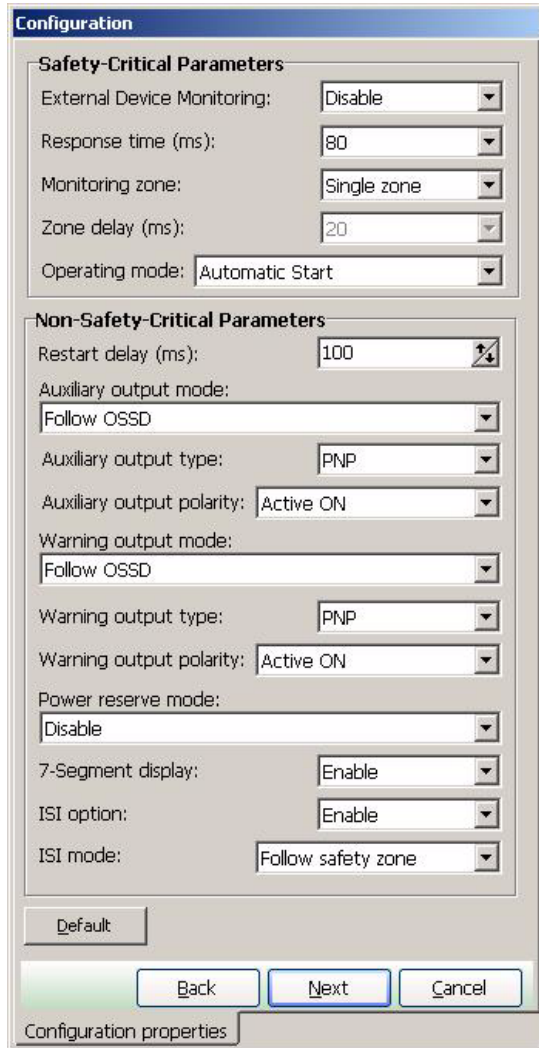 Configuration
Safety-Critical Parameters
External Device Monitoring: Disable
Response time (ms): 80
Monitoring zone: Single zone
Zone delay (ms): 20
Operating mode: Automatic Start
Non-Safety-Critical Parameters
Restart delay (ms): 100
Auxiliary output mode:
Follow OSSD
Auxiliary output type: PNP
Auxiliary output polarity: Active ON
Warning output mode:
Follow OSSD
Warning output type: PNP
Warning output polarity: Active ON
Power reserve mode:
Disable
7-Segment display: Enable
ISI option: Enable
ISI mode: Follow safety zone
Default
Back Next Cancel
Configuration properties